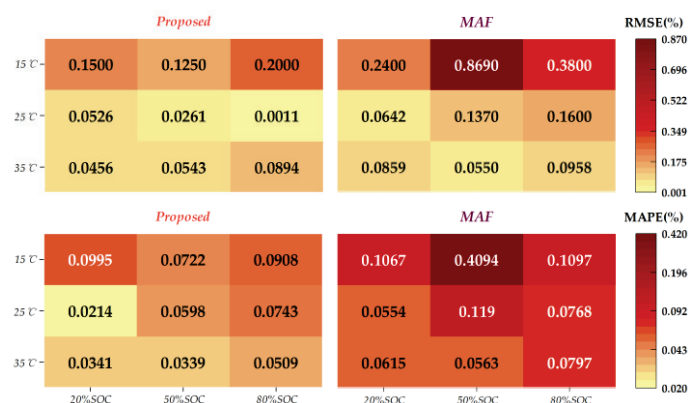 Proposed MAF RMSE(%)
15℃ 0.1500 0.1250 0.2000 0.2400 0.8690 0.3800
25℃ 0.0526 0.0261 0.0011 0.0642 0.1370 0.1600
35℃ 0.0456 0.0543 0.0894 0.0859 0.0550 0.0958
0.870
0.696
0.522
0.349
0.175
0.001
Proposed MAF MAPE(%)
15℃ 0.0995 0.0722 0.0908 0.1067 0.4094 0.1097
25℃ 0.0214 0.0598 0.0743 0.0554 0.119 0.0768
35℃ 0.0341 0.0339 0.0509 0.0615 0.0563 0.0797
0.420
0.196
0.092
0.043
0.020
20%SOC 50%SOC 80%SOC 20%SOC 50%SOC 80%SOC